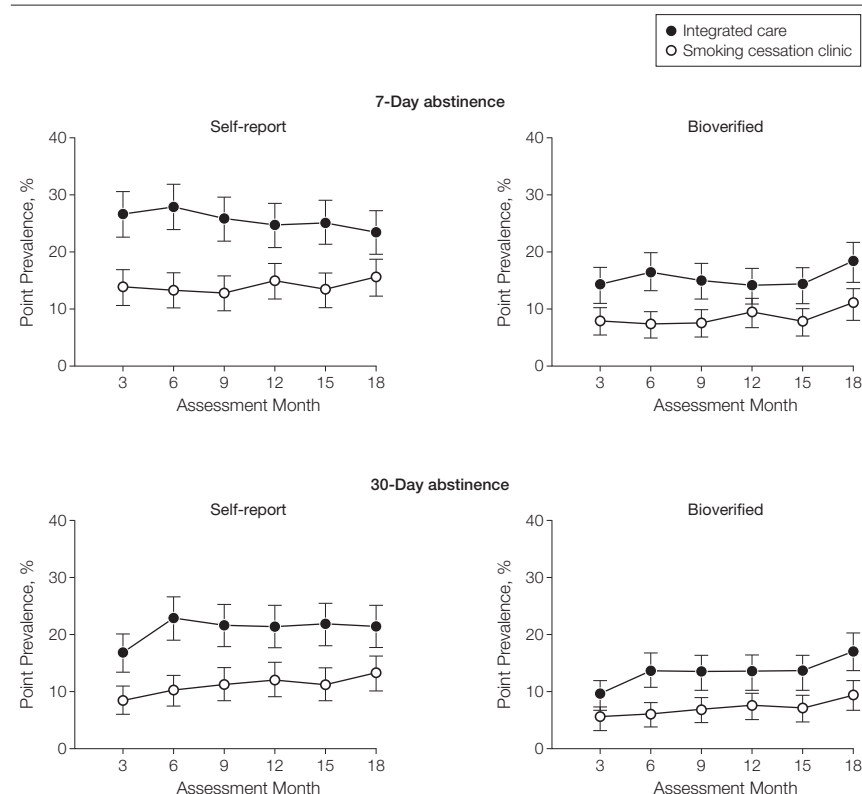 Integrated care
Smoking cessation clinic
7-Day abstinence
Self-report
40
30
20
10
0
Point Prevalence, %
3 6 9 12 15 18
Assessment Month
Bioverified
40
30
20
10
0
Point Prevalence, %
3 6 9 12 15 18
Assessment Month
30-Day abstinence
Self-report
40
30
20
10
0
Point Prevalence, %
3 6 9 12 15 18
Assessment Month
Bioverified
40
30
20
10
0
Point Prevalence, %
3 6 9 12 15 18
Assessment Month